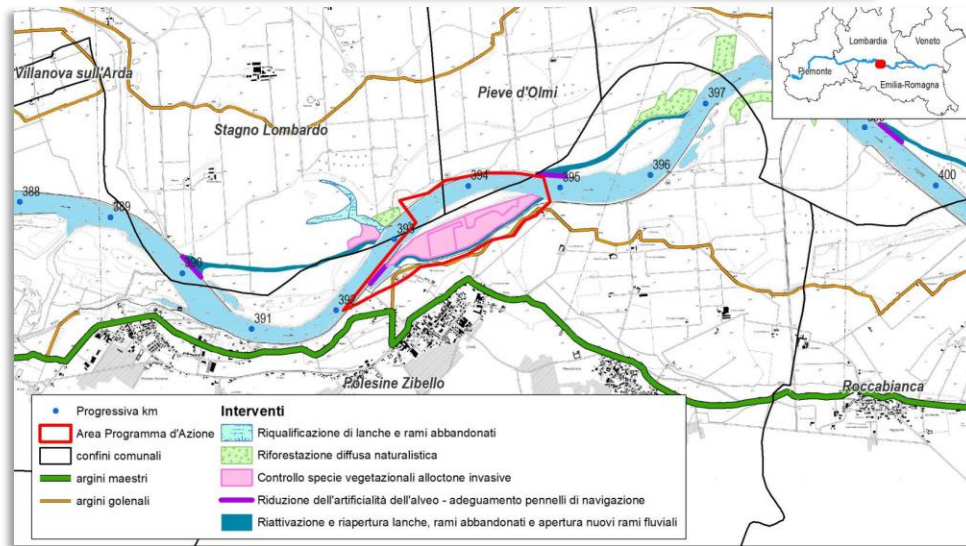 Villanova sull'Arda
Stagno Lombardo
Pieve d'Olmi
Lombardia
Veneto
Piemonte
Emilia-Romagna
397
396
395
394
393
388
389
390
391
392
400
Polesine Zibello
Roccabianca
Progressiva km
Area Programma d'Azione
confini comunali
argini maestri
argini golenali
Interventi
Riqualificazione di lanche e rami abbandonati
Riforestazione diffusa naturalistica
Controllo specie vegetazionali alloctone invasive
Riduzione dell'artificialità dell'alveo - adeguamento pennelli di navigazione
Riattivazione e riapertura lanche, rami abbandonati e apertura nuovi rami fluviali